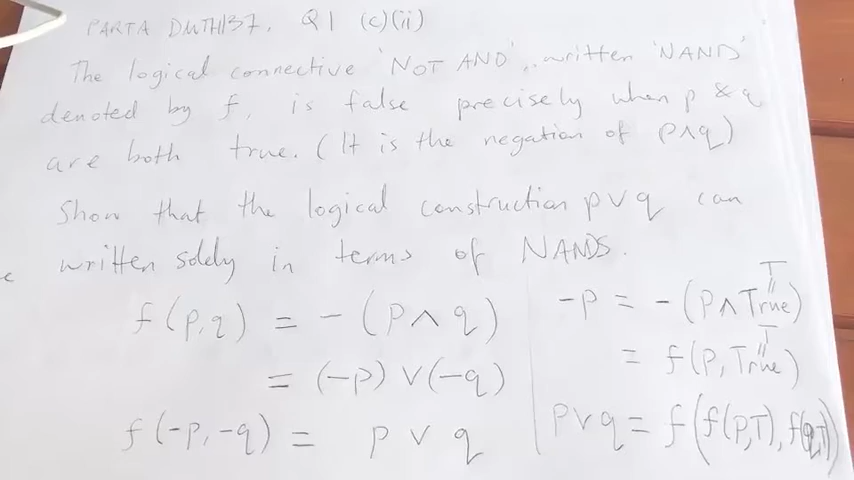 PARTA DMTH137. Q1 (c)(ii)
The logical connective 'NOT AND', written 'NAND'
denoted by f, is false precisely when p & q
are both true. (It is the negation of p∧q)
Show that the logical construction p∨q can
written solely in terms of NANDS.
f(p,q) = -(p∧q)
= (-p)∨(-q)
f(-p,-q) = p∨q
T
"
-p = -(p∧True)
T
"
= f(p,True)
p∨q = f(f(p,T),f(q,T))